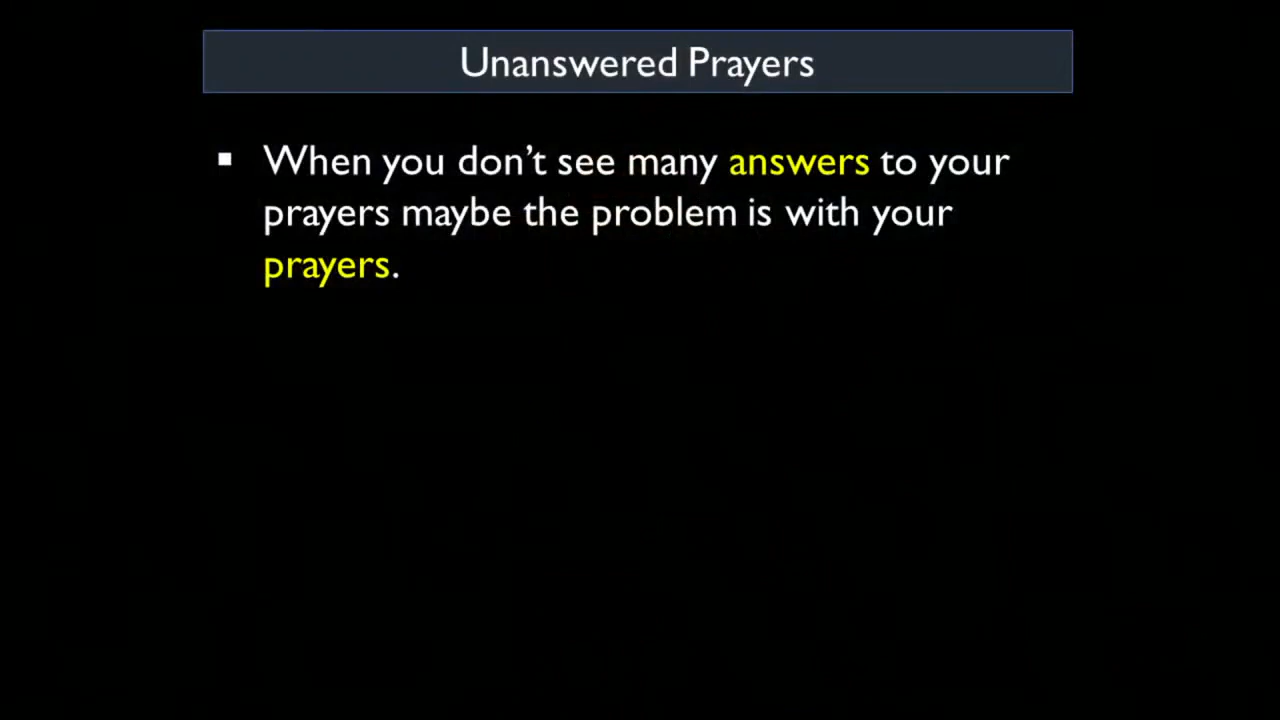 Unanswered Prayers
▪ When you don't see many answers to your
prayers maybe the problem is with your
prayers.